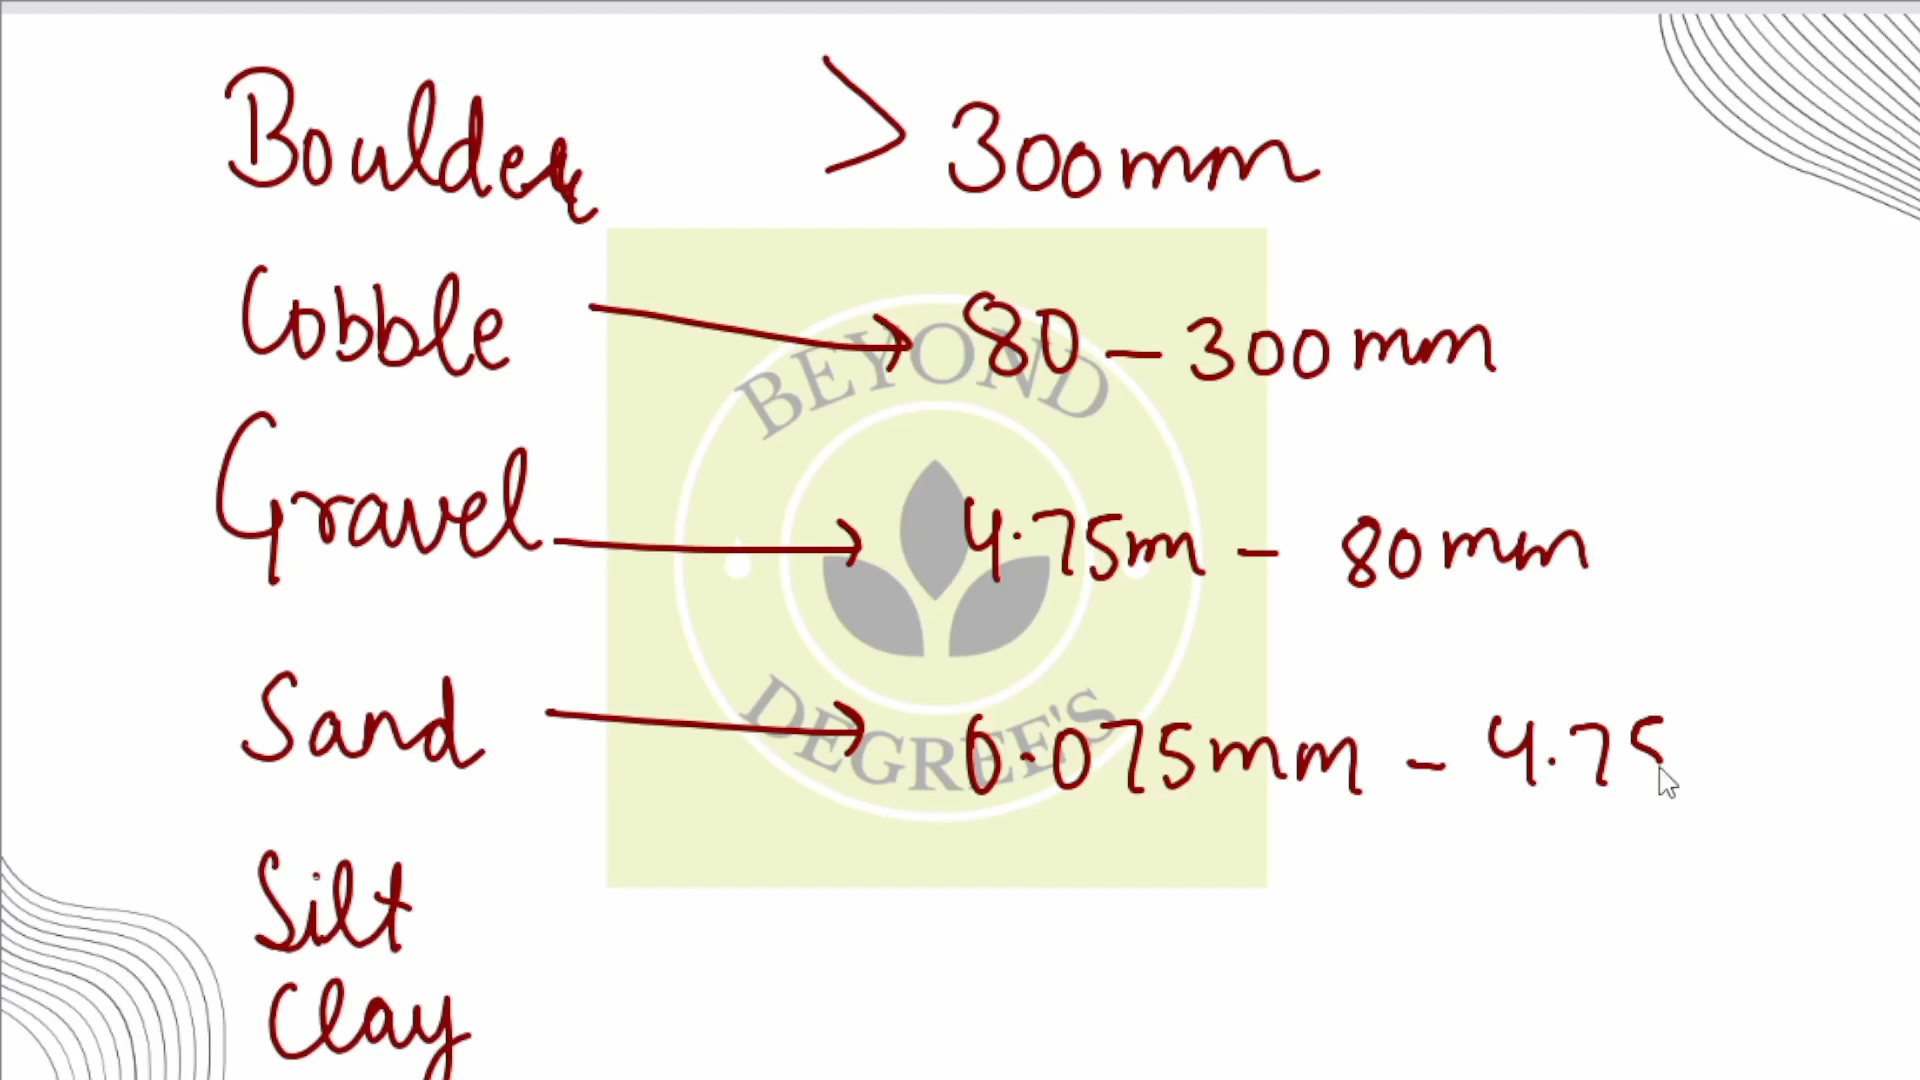 Boulder > 300mm
Cobble → 80 – 300mm
BEYOND
Gravel → 4.75m – 80mm
Sand → 0.075mm – 4.75
DEGREE'S
Silt
Clay